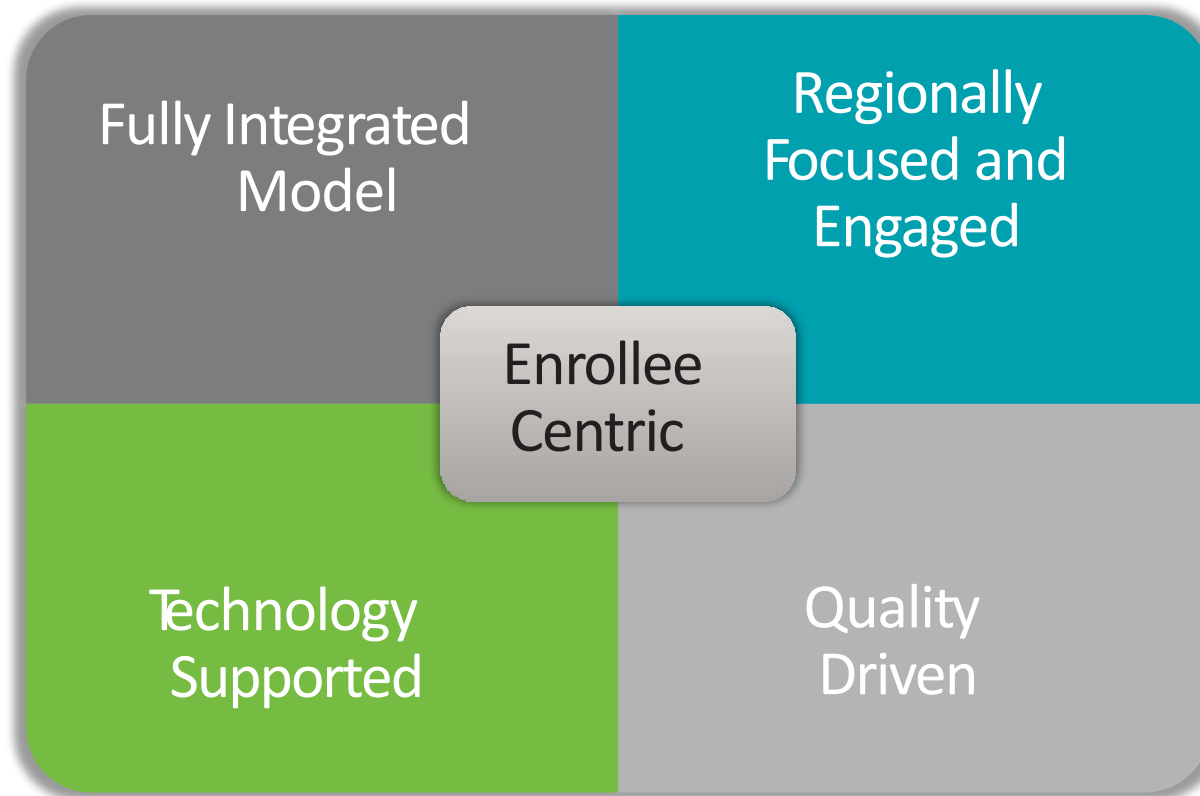 Fully Integrated
Model
Regionally
Focused and
Engaged
Enrollee
Centric
Technology
Supported
Quality
Driven